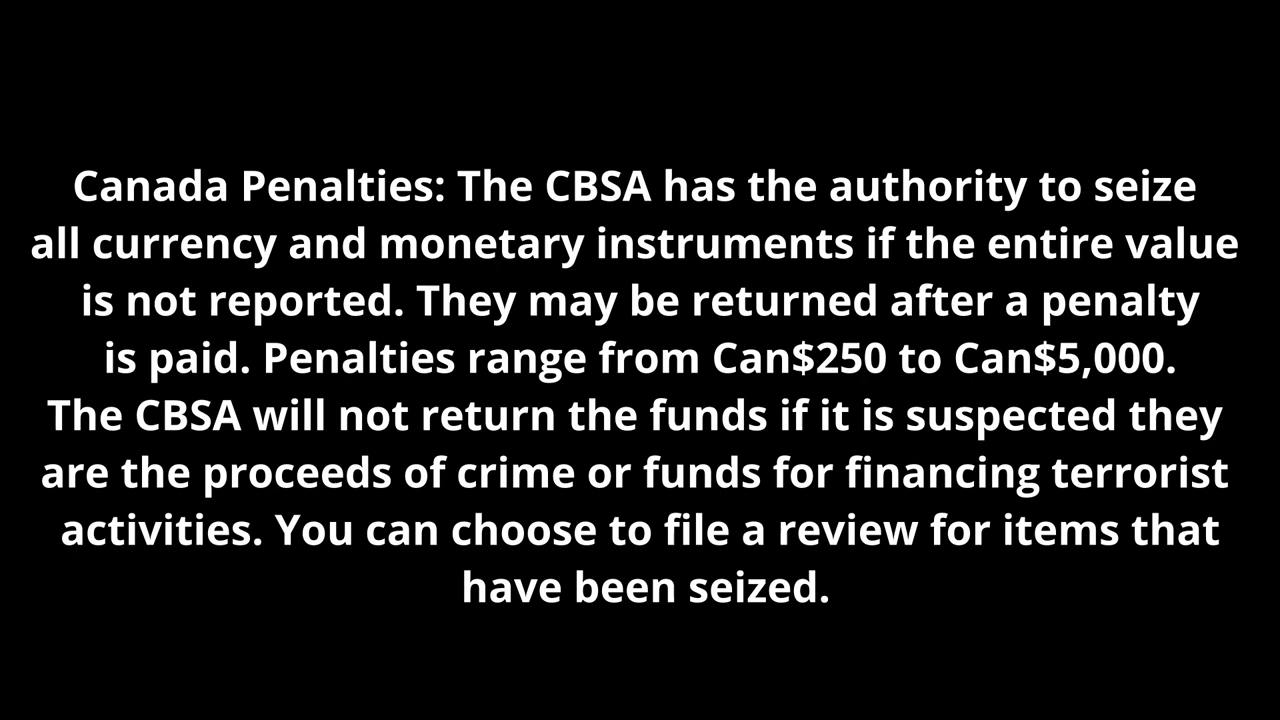 Canada Penalties: The CBSA has the authority to seize
all currency and monetary instruments if the entire value
is not reported. They may be returned after a penalty
is paid. Penalties range from Can$250 to Can$5,000.
The CBSA will not return the funds if it is suspected they
are the proceeds of crime or funds for financing terrorist
activities. You can choose to file a review for items that
have been seized.